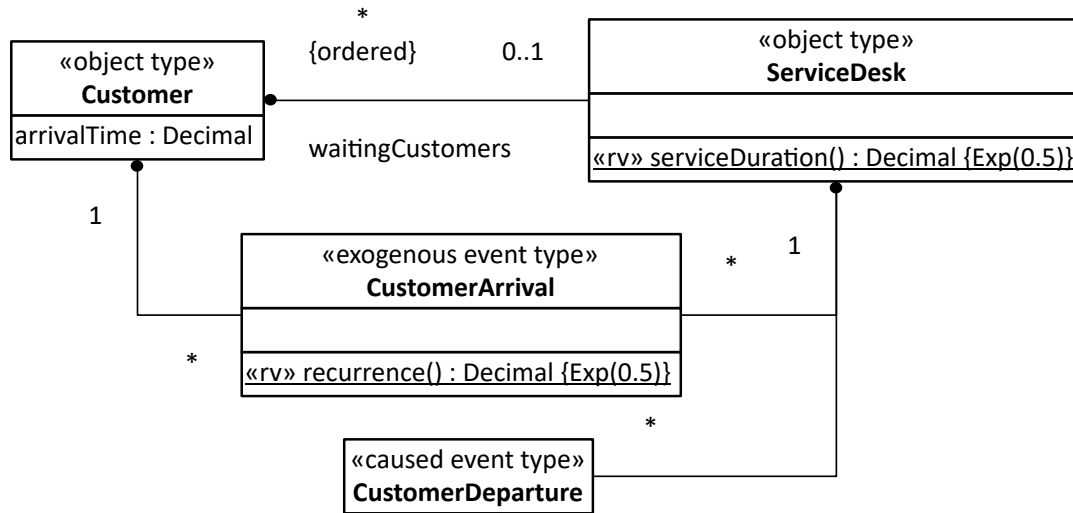 *
{ordered}
0..1
«object type»
Customer
arrivalTime : Decimal
waitingCustomers
«object type»
ServiceDesk
«rv» serviceDuration() : Decimal {Exp(0.5)}
1
*
«exogenous event type»
CustomerArrival
«rv» recurrence() : Decimal {Exp(0.5)}
*
1
*
«caused event type»
CustomerDeparture